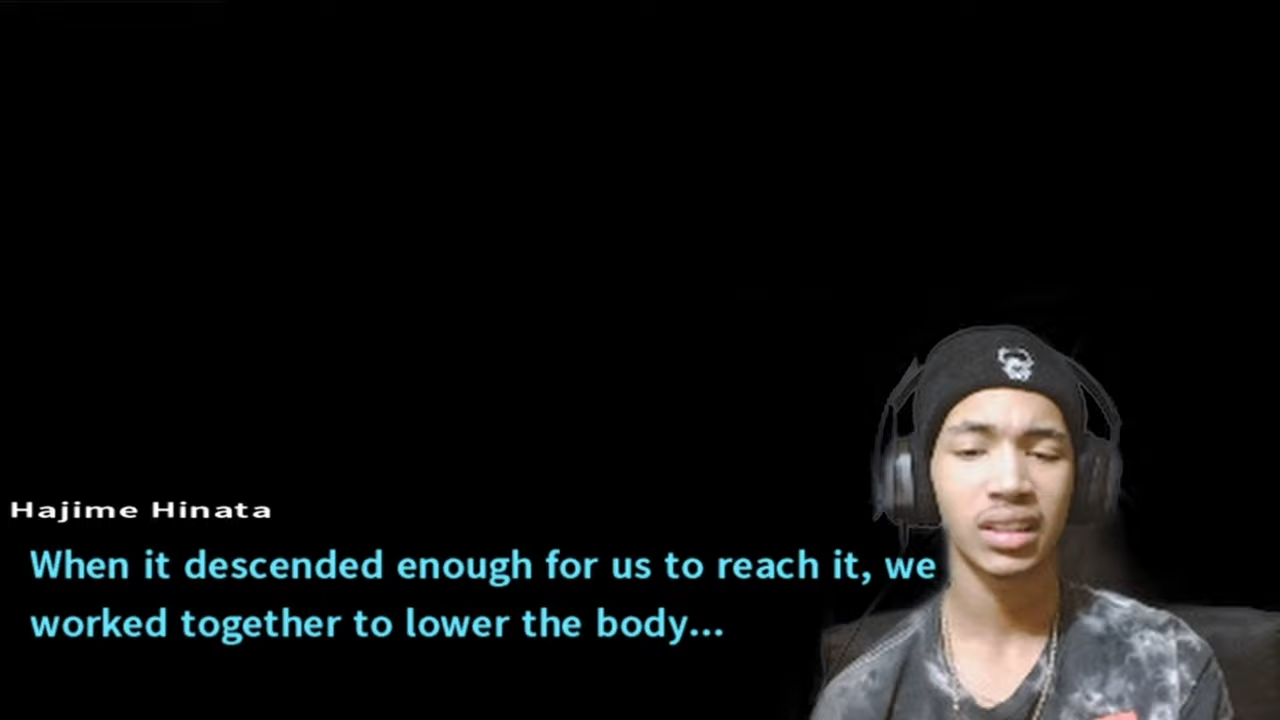 Hajime Hinata
When it descended enough for us to reach it, we
worked together to lower the body...